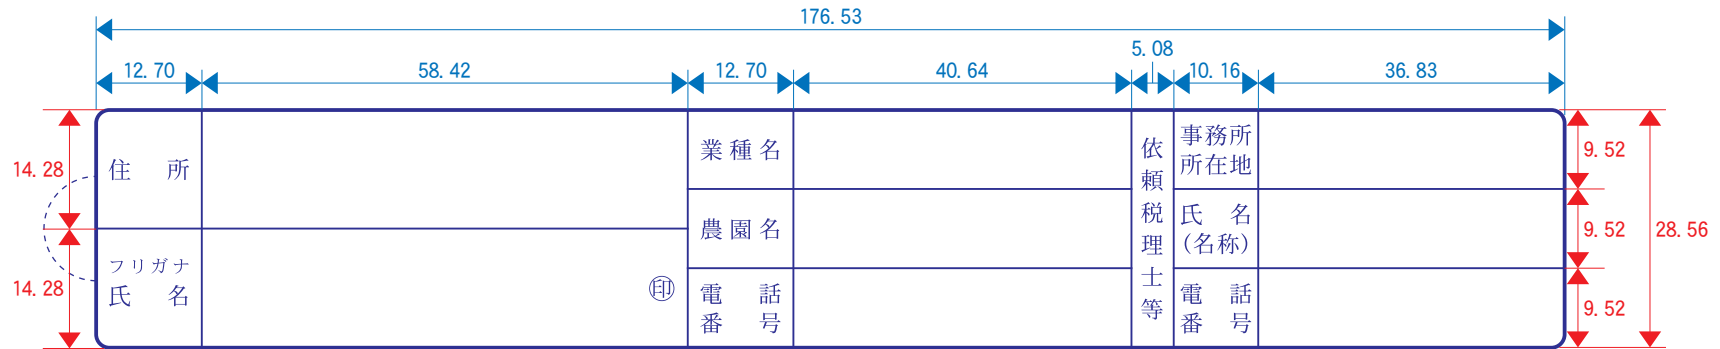 176.53
12.70
58.42
12.70
40.64
5.08
10.16
36.83
14.28
14.28
住　所
フリガナ
氏　名
㊞
業種名
農園名
電　話
番　号
依頼税理士等
事務所
所在地
氏　名
(名称)
電　話
番　号
9.52
9.52
9.52
28.56